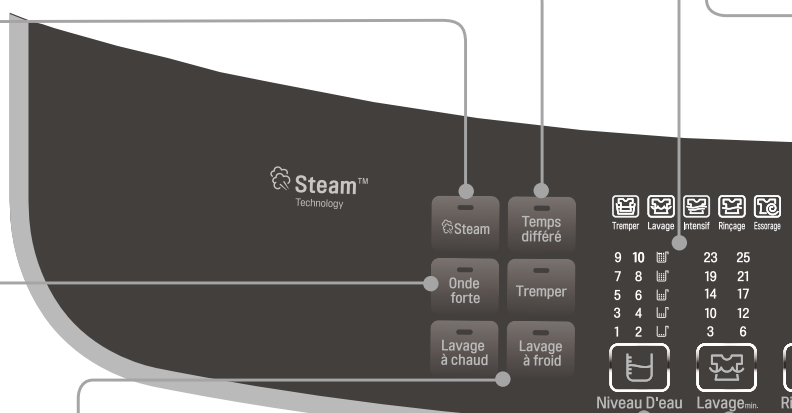 Steam™
Technology
Steam
Temps
différé
Onde
forte
Tremper
Lavage
à chaud
Lavage
à froid
Tremper Lavage Intensif Rinçage Essorage
9 10 23 25
7 8 19 21
5 6 14 17
3 4 10 12
1 2 3 6
Niveau D'eau Lavage min.